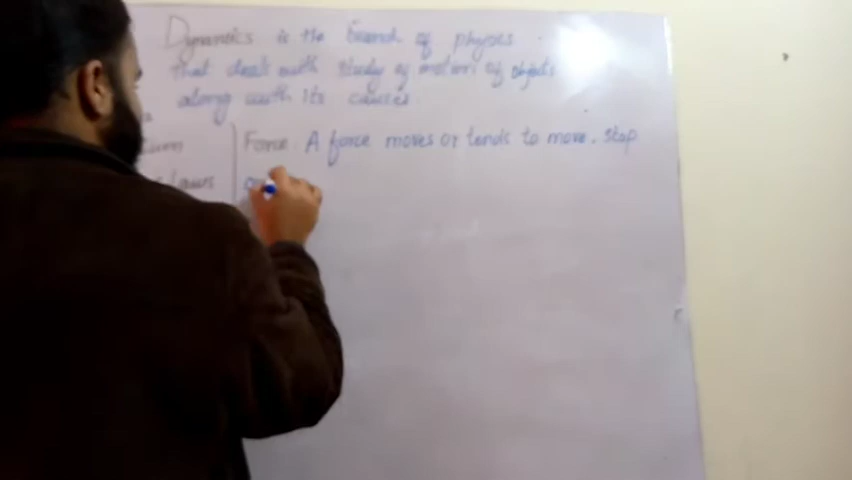 Dynamics is the branch of physics
that deals with study of motion of objects
along with its causes
Force. A force moves or tends to move, stop
laws